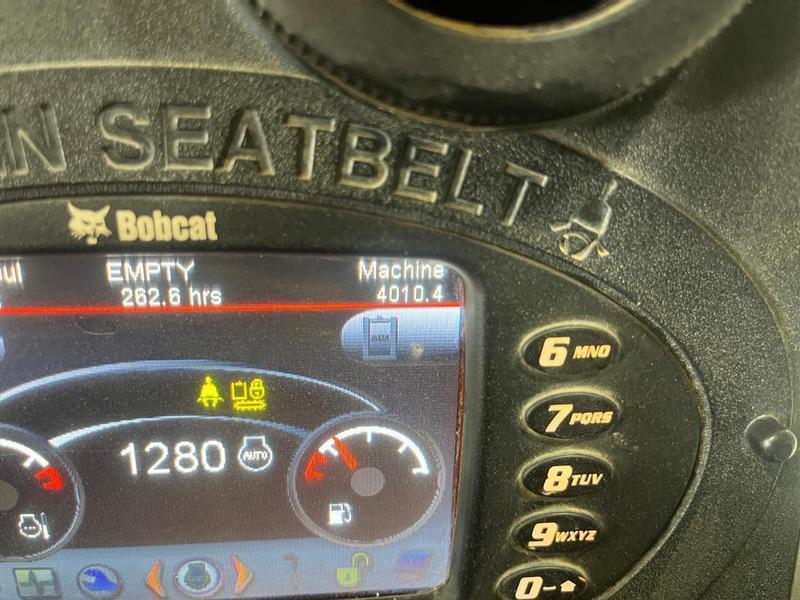 N SEATBELT
Bobcat
EMPTY Machine
262.6 hrs 4010.4
AUX
1280 AUTO
6 MNO
7 PQRS
8 TUV
9 WXYZ
0-